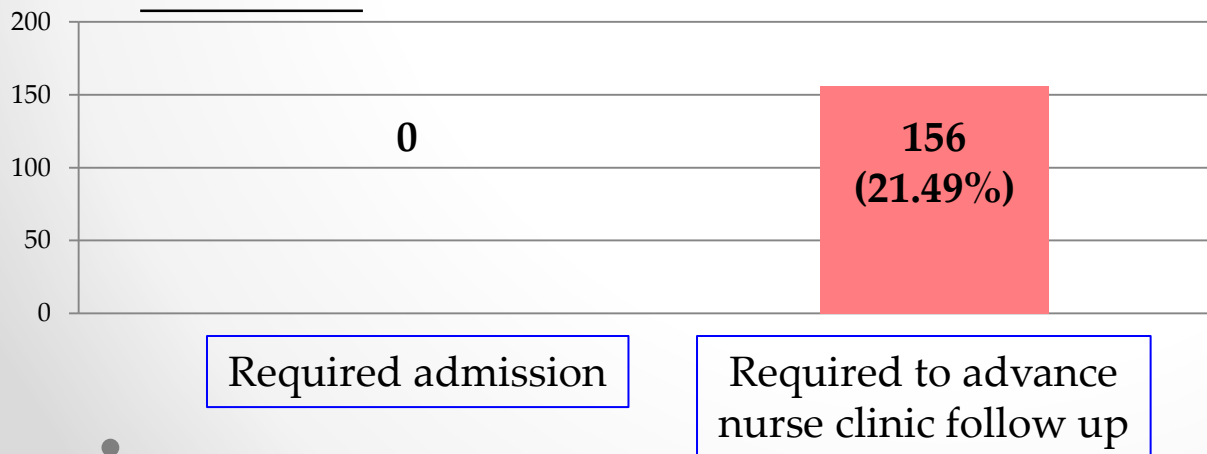 200
150
100
50
0
0
156
(21.49%)
Required admission
Required to advance
nurse clinic follow up